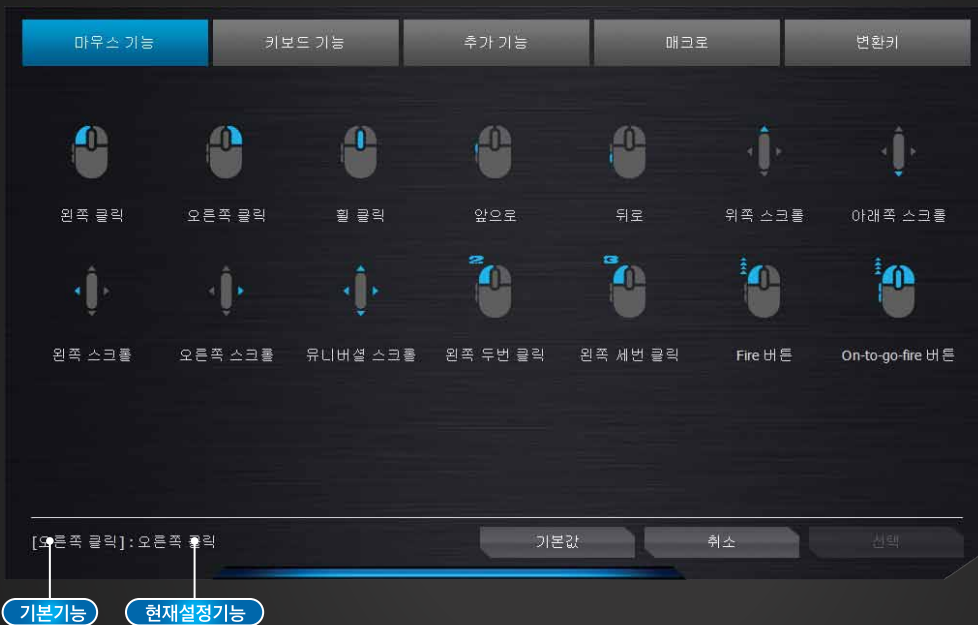 마우스 기능 키보드 기능 추가 기능 매크로 변환키
왼쪽 클릭 오른쪽 클릭 휠 클릭 앞으로 뒤로 위쪽 스크롤 아래쪽 스크롤
2 3
왼쪽 스크롤 오른쪽 스크롤 유니버셜 스크롤 왼쪽 두번 클릭 왼쪽 세번 클릭 Fire 버튼 On-to-go-fire 버튼
[오른쪽 클릭] : 오른쪽 클릭 기본값 취소 선택
기본기능 현재설정기능